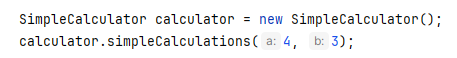 SimpleCalculator calculator = new SimpleCalculator();
calculator.simpleCalculations( a: 4, b: 3);